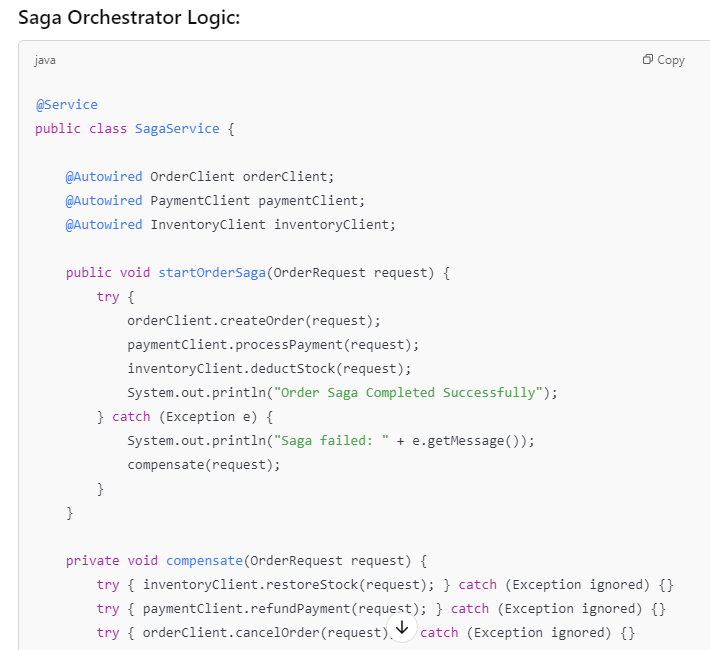 Saga Orchestrator Logic:
java
Copy
@Service
public class SagaService {
@Autowired OrderClient orderClient;
@Autowired PaymentClient paymentClient;
@Autowired InventoryClient inventoryClient;
public void startOrderSaga(OrderRequest request) {
try {
orderClient.createOrder(request);
paymentClient.processPayment(request);
inventoryClient.deductStock(request);
System.out.println("Order Saga Completed Successfully");
} catch (Exception e) {
System.out.println("Saga failed: " + e.getMessage());
compensate(request);
}
}
private void compensate(OrderRequest request) {
try { inventoryClient.restoreStock(request); } catch (Exception ignored) {}
try { paymentClient.refundPayment(request); } catch (Exception ignored) {}
try { orderClient.cancelOrder(request) catch (Exception ignored) {}